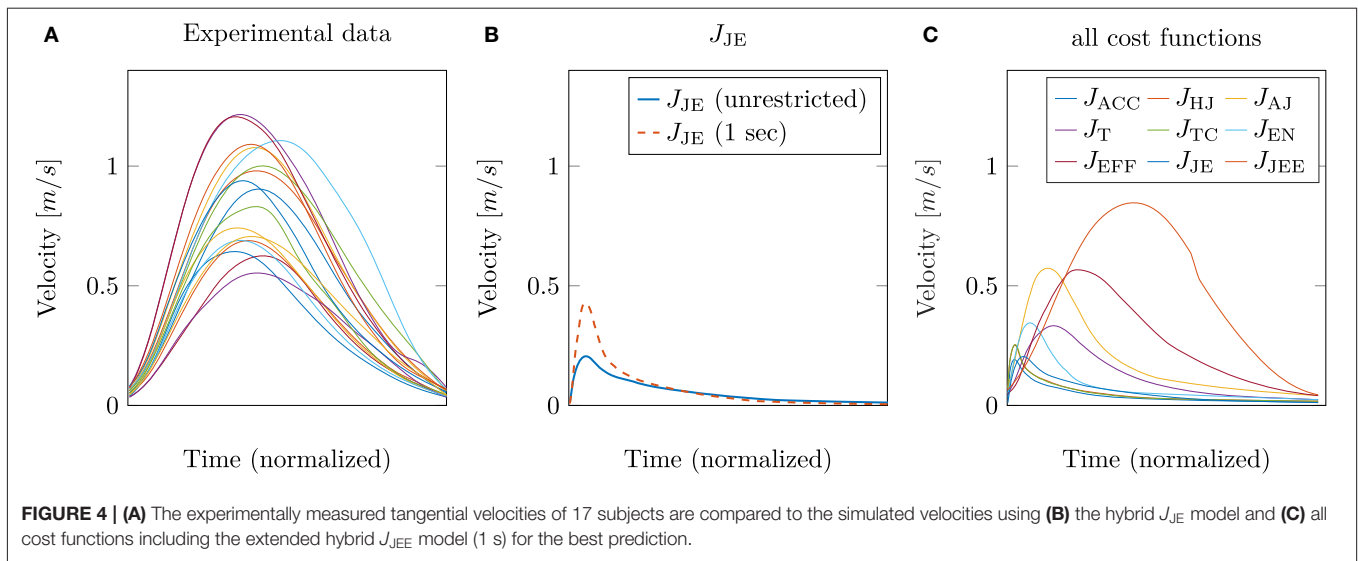 A Experimental data
Velocity [m/s]
1
0.5
0
Time (normalized)
B J_JE
J_JE (unrestricted)
J_JE (1 sec)
Velocity [m/s]
1
0.5
0
Time (normalized)
C all cost functions
J_ACC J_HJ J_AJ
J_T J_TC J_EN
J_EFF J_JE J_JEE
Velocity [m/s]
1
0.5
0
Time (normalized)
FIGURE 4 | (A) The experimentally measured tangential velocities of 17 subjects are compared to the simulated velocities using (B) the hybrid J_JE model and (C) all
cost functions including the extended hybrid J_JEE model (1 s) for the best prediction.